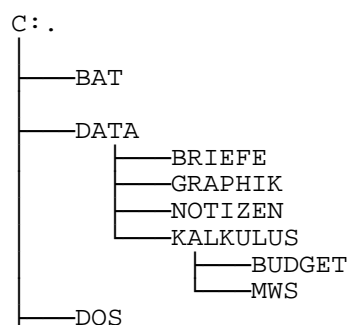 C:.
BAT
DATA
BRIEFE
GRAPHIK
NOTIZEN
KALKULUS
BUDGET
MWS
DOS